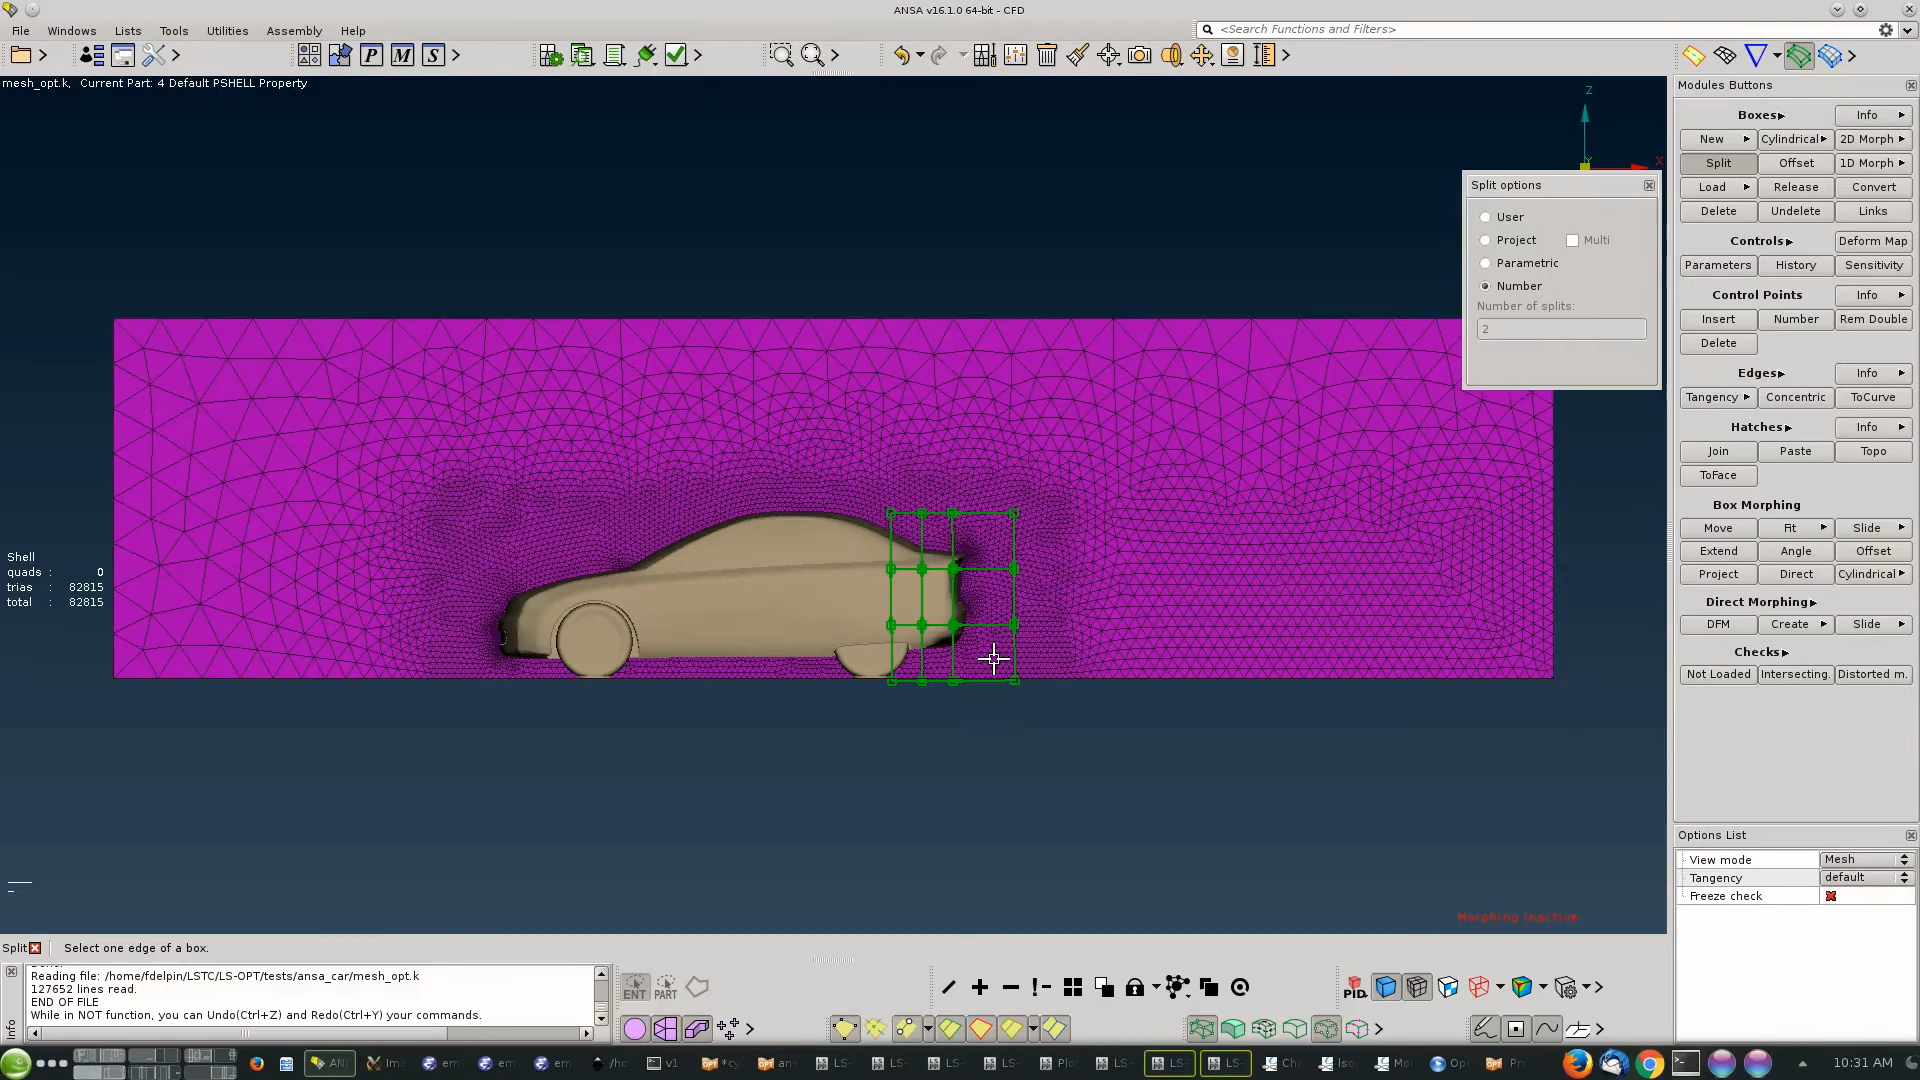 ANSA v16.1.0 64-bit - CFD
File Windows Lists Tools Utilities Assembly Help
<Search Functions and Filters>
P M S
mesh_opt.k, Current Part: 4 Default PSHELL Property
Z
X
Y
Split options
User
Project Multi
Parametric
Number
Number of splits:
2
Shell
quads : 0
trias : 82815
total : 82815
Morphing Inactive
Modules Buttons
Boxes Info
New Cylindrical 2D Morph
Split Offset 1D Morph
Load Release Convert
Delete Undelete Links
Controls Deform Map
Parameters History Sensitivity
Control Points Info
Insert Number Rem Double
Delete
Edges Info
Tangency Concentric ToCurve
Hatches Info
Join Paste Topo
ToFace
Box Morphing
Move Fit Slide
Extend Angle Offset
Project Direct Cylindrical
Direct Morphing
DFM Create Slide
Checks
Not Loaded Intersecting. Distorted m.
Options List
View mode Mesh
Tangency default
Freeze check
Split Select one edge of a box.
Reading file: /home/fdelpin/LSTC/LS-OPT/tests/ansa_car/mesh_opt.k
127652 lines read.
END OF FILE
While in NOT function, you can Undo(Ctrl+Z) and Redo(Ctrl+Y) your commands.
Info
ENT PART
PID
10:31 AM